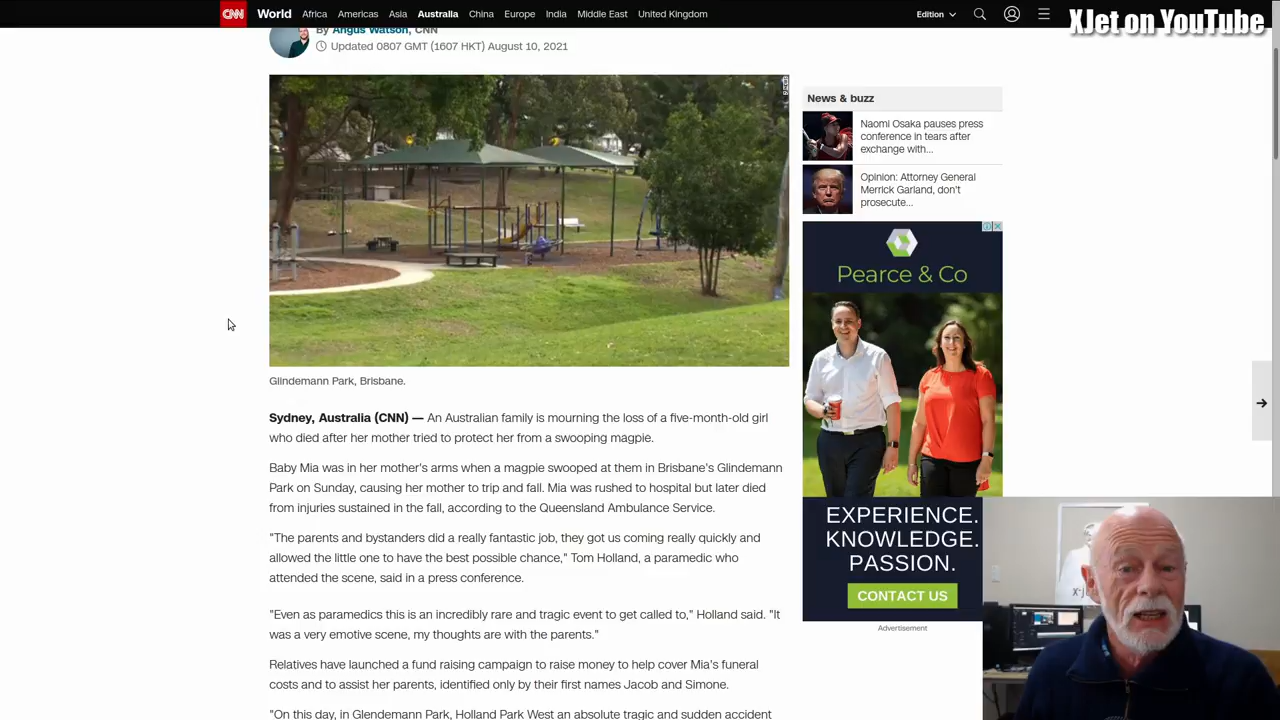 CNN World Africa Americas Asia Australia China Europe India Middle East United Kingdom Edition
XJet on YouTube
By Angus Watson, CNN
Updated 0807 GMT (1607 HKT) August 10, 2021
Glindemann Park, Brisbane.
Sydney, Australia (CNN) — An Australian family is mourning the loss of a five-month-old girl
who died after her mother tried to protect her from a swooping magpie.
Baby Mia was in her mother's arms when a magpie swooped at them in Brisbane's Glindemann
Park on Sunday, causing her mother to trip and fall. Mia was rushed to hospital but later died
from injuries sustained in the fall, according to the Queensland Ambulance Service.
"The parents and bystanders did a really fantastic job, they got us coming really quickly and
allowed the little one to have the best possible chance," Tom Holland, a paramedic who
attended the scene, said in a press conference.
"Even as paramedics this is an incredibly rare and tragic event to get called to," Holland said. "It
was a very emotive scene, my thoughts are with the parents."
Relatives have launched a fund raising campaign to raise money to help cover Mia's funeral
costs and to assist her parents, identified only by their first names Jacob and Simone.
"On this day, in Glendemann Park, Holland Park West an absolute tragic and sudden accident
News & buzz
Naomi Osaka pauses press
conference in tears after
exchange with...
Opinion: Attorney General
Merrick Garland, don't
prosecute...
Pearce & Co
EXPERIENCE.
KNOWLEDGE.
PASSION.
CONTACT US
Advertisement